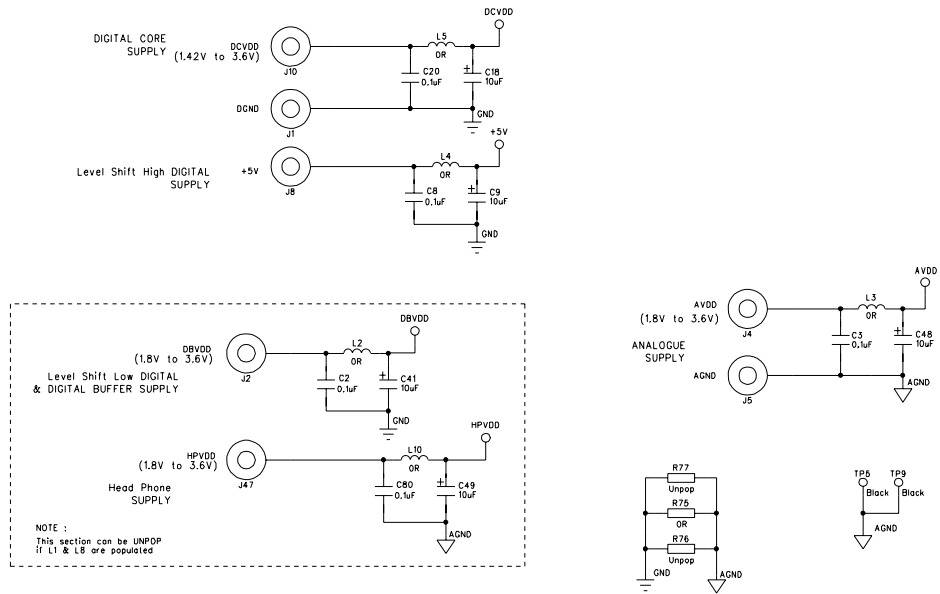 DCVDD
DIGITAL CORE
SUPPLY
DCVDD
(1.42V to 3.6V)
J10
L5
0R
C20
0.1uF
C18
10uF
DGND
J1
GND
+5V
Level Shift High DIGITAL
SUPPLY
+5V
J8
L4
0R
C8
0.1uF
C9
10uF
GND
DBVDD
DBVDD
(1.8V to 3.6V)
J2
Level Shift Low DIGITAL
& DIGITAL BUFFER SUPPLY
L2
0R
C2
0.1uF
C41
10uF
GND
HPVDD
HPVDD
(1.8V to 3.6V)
J47
Head Phone
SUPPLY
L10
0R
C80
0.1uF
C49
10uF
AGND
NOTE :
This section can be UNPOP
if L1 & L8 are populated
AVDD
AVDD
(1.8V to 3.6V)
J4
ANALOGUE
SUPPLY
L3
0R
C3
0.1uF
C48
10uF
AGND
J5
AGND
R77
Unpop
R75
0R
R76
Unpop
GND
AGND
TP5 TP9
Black Black
AGND